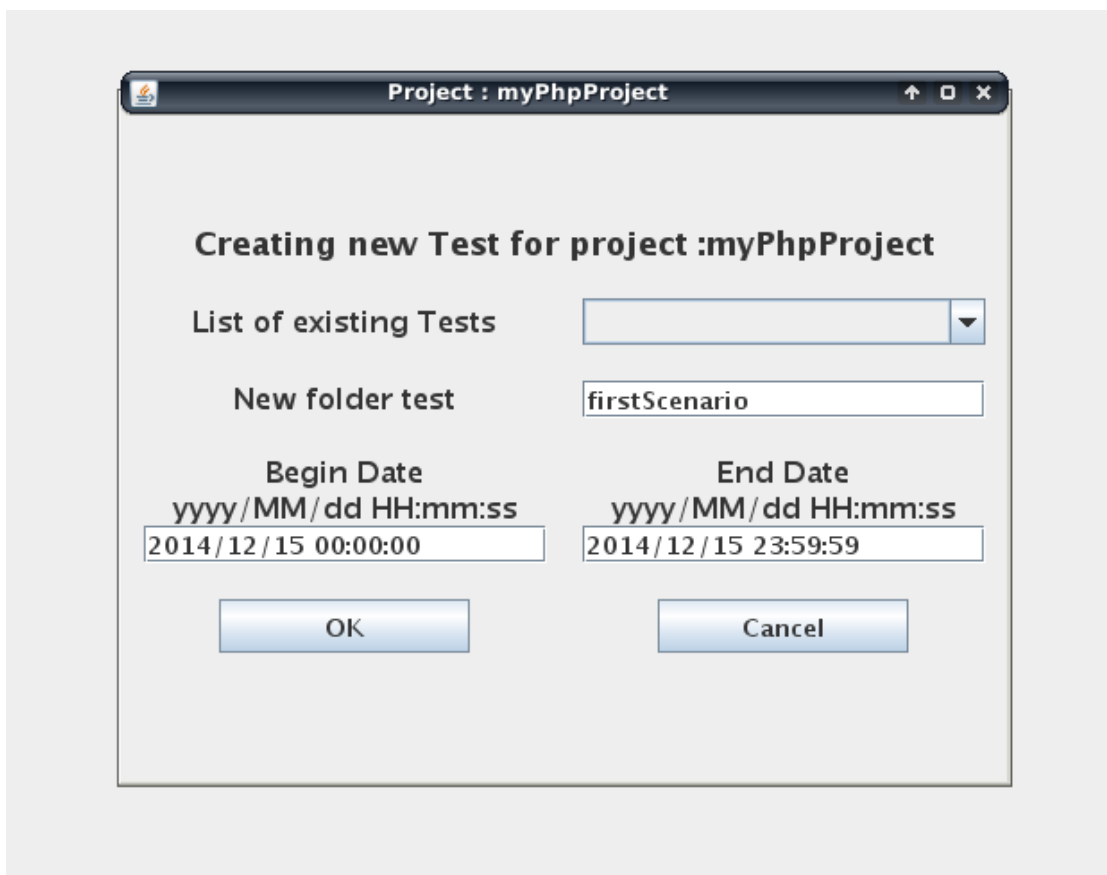 Project : myPhpProject
Creating new Test for project :myPhpProject
List of existing Tests
New folder test
firstScenario
Begin Date
yyyy/MM/dd HH:mm:ss
2014/12/15 00:00:00
End Date
yyyy/MM/dd HH:mm:ss
2014/12/15 23:59:59
OK
Cancel